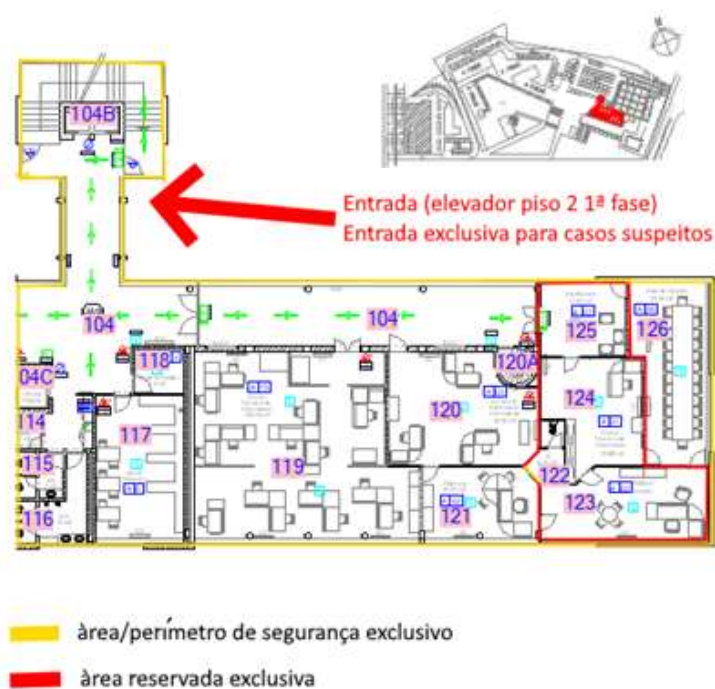 104B
Entrada (elevador piso 2 1ª fase)
Entrada exclusiva para casos suspeitos
104
104
118
120A
125
126
04C
114
117
120
124
115
119
122
116
121
123
àrea/perímetro de segurança exclusivo
àrea reservada exclusiva